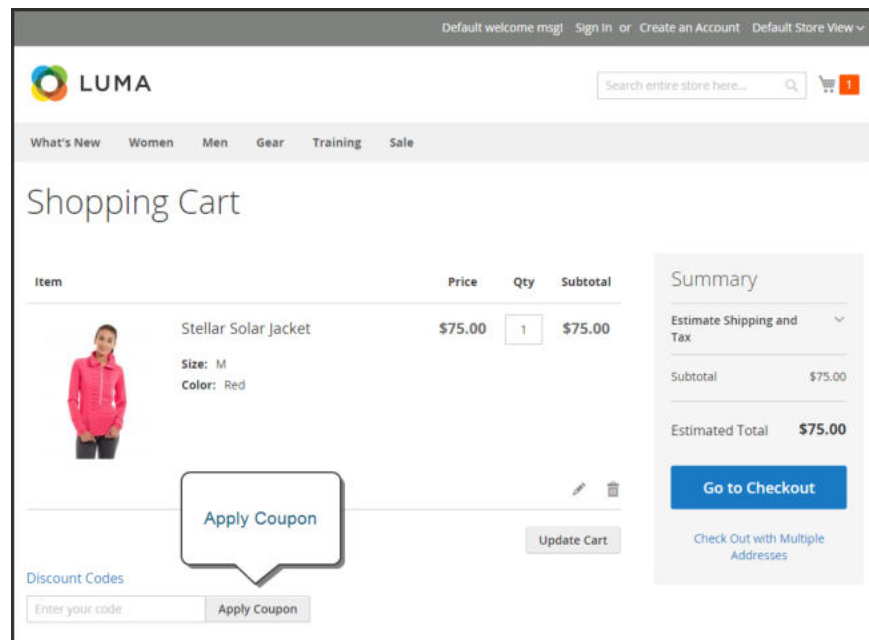 Default welcome msg! Sign In or Create an Account Default Store View
LUMA
Search entire store here...
1
What's New Women Men Gear Training Sale
Shopping Cart
Item Price Qty Subtotal
Stellar Solar Jacket $75.00 1 $75.00
Size: M
Color: Red
Update Cart
Discount Codes
Enter your code Apply Coupon
Apply Coupon
Summary
Estimate Shipping and
Tax
Subtotal $75.00
Estimated Total $75.00
Go to Checkout
Check Out with Multiple
Addresses